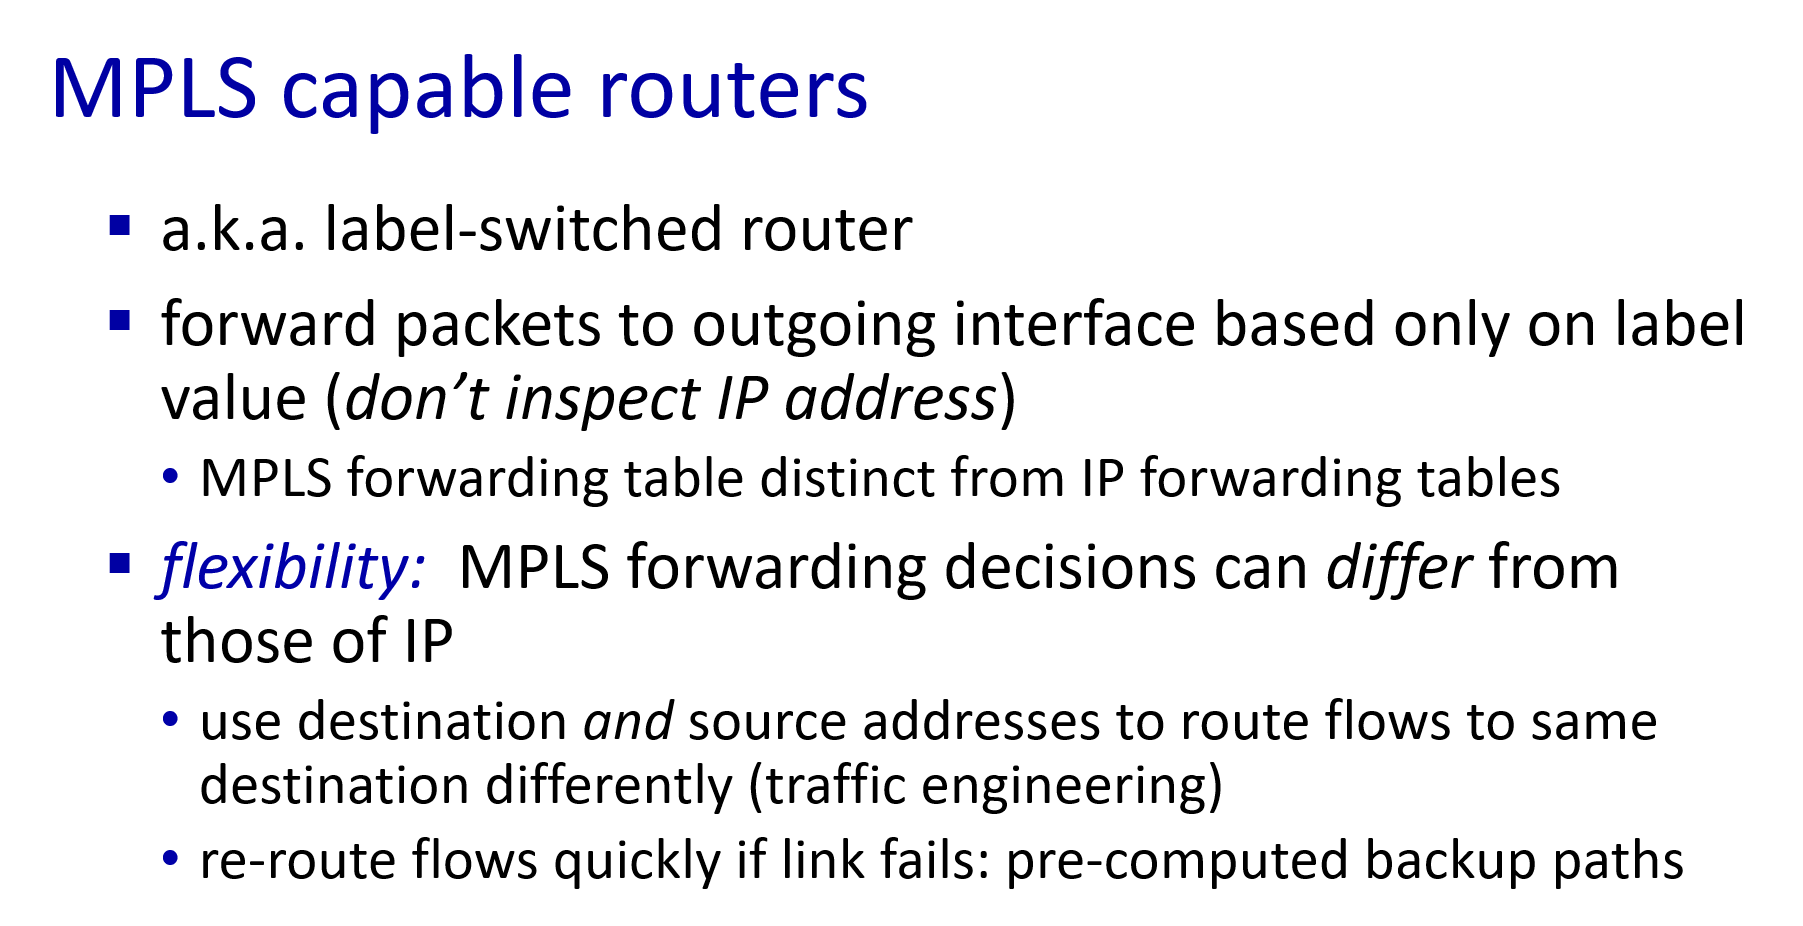 MPLS capable routers
▪ a.k.a. label-switched router
▪ forward packets to outgoing interface based only on label
value (don’t inspect IP address)
• MPLS forwarding table distinct from IP forwarding tables
▪ flexibility:  MPLS forwarding decisions can differ from
those of IP
• use destination and source addresses to route flows to same
destination differently (traffic engineering)
• re-route flows quickly if link fails: pre-computed backup paths